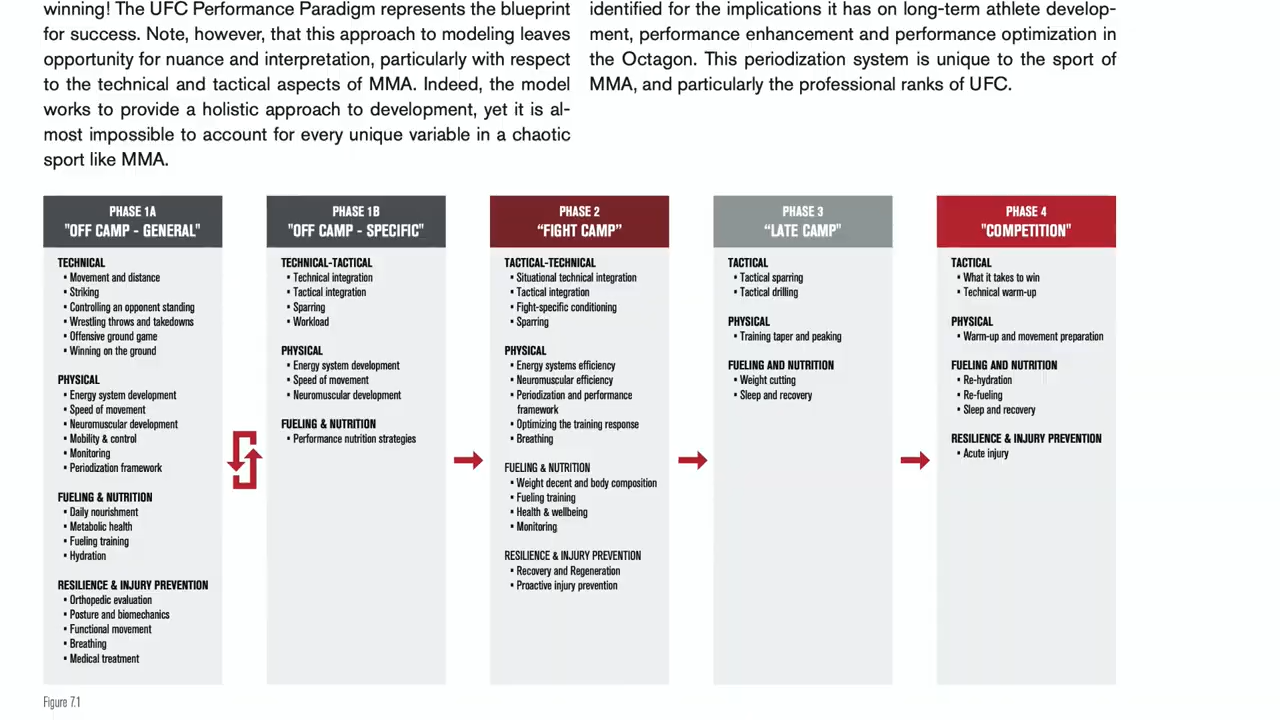 winning! The UFC Performance Paradigm represents the blueprint
for success. Note, however, that this approach to modeling leaves
opportunity for nuance and interpretation, particularly with respect
to the technical and tactical aspects of MMA. Indeed, the model
works to provide a holistic approach to development, yet it is al-
most impossible to account for every unique variable in a chaotic
sport like MMA.
identified for the implications it has on long-term athlete develop-
ment, performance enhancement and performance optimization in
the Octagon. This periodization system is unique to the sport of
MMA, and particularly the professional ranks of UFC.
PHASE 1A
"OFF CAMP - GENERAL"
TECHNICAL
▪ Movement and distance
▪ Striking
▪ Controlling an opponent standing
▪ Wrestling throws and takedowns
▪ Offensive ground game
▪ Winning on the ground
PHYSICAL
▪ Energy system development
▪ Speed of movement
▪ Neuromuscular development
▪ Mobility & control
▪ Monitoring
▪ Periodization framework
FUELING & NUTRITION
▪ Daily nourishment
▪ Metabolic health
▪ Fueling training
▪ Hydration
RESILIENCE & INJURY PREVENTION
▪ Orthopedic evaluation
▪ Posture and biomechanics
▪ Functional movement
▪ Breathing
▪ Medical treatment
PHASE 1B
"OFF CAMP - SPECIFIC"
TECHNICAL-TACTICAL
▪ Technical integration
▪ Tactical integration
▪ Sparring
▪ Workload
PHYSICAL
▪ Energy system development
▪ Speed of movement
▪ Neuromuscular development
FUELING & NUTRITION
▪ Performance nutrition strategies
PHASE 2
“FIGHT CAMP”
TACTICAL-TECHNICAL
▪ Situational technical integration
▪ Tactical integration
▪ Fight-specific conditioning
▪ Sparring
PHYSICAL
▪ Energy systems efficiency
▪ Neuromuscular efficiency
▪ Periodization and performance
framework
▪ Optimizing the training response
▪ Breathing
FUELING & NUTRITION
▪ Weight decent and body composition
▪ Fueling training
▪ Health & wellbeing
▪ Monitoring
RESILIENCE & INJURY PREVENTION
▪ Recovery and Regeneration
▪ Proactive injury prevention
PHASE 3
“LATE CAMP"
TACTICAL
▪ Tactical sparring
▪ Tactical drilling
PHYSICAL
▪ Training taper and peaking
FUELING AND NUTRITION
▪ Weight cutting
▪ Sleep and recovery
PHASE 4
"COMPETITION"
TACTICAL
▪ What it takes to win
▪ Technical warm-up
PHYSICAL
▪ Warm-up and movement preparation
FUELING AND NUTRITION
▪ Re-hydration
▪ Re-fueling
▪ Sleep and recovery
RESILIENCE & INJURY PREVENTION
▪ Acute injury
Figure 7.1